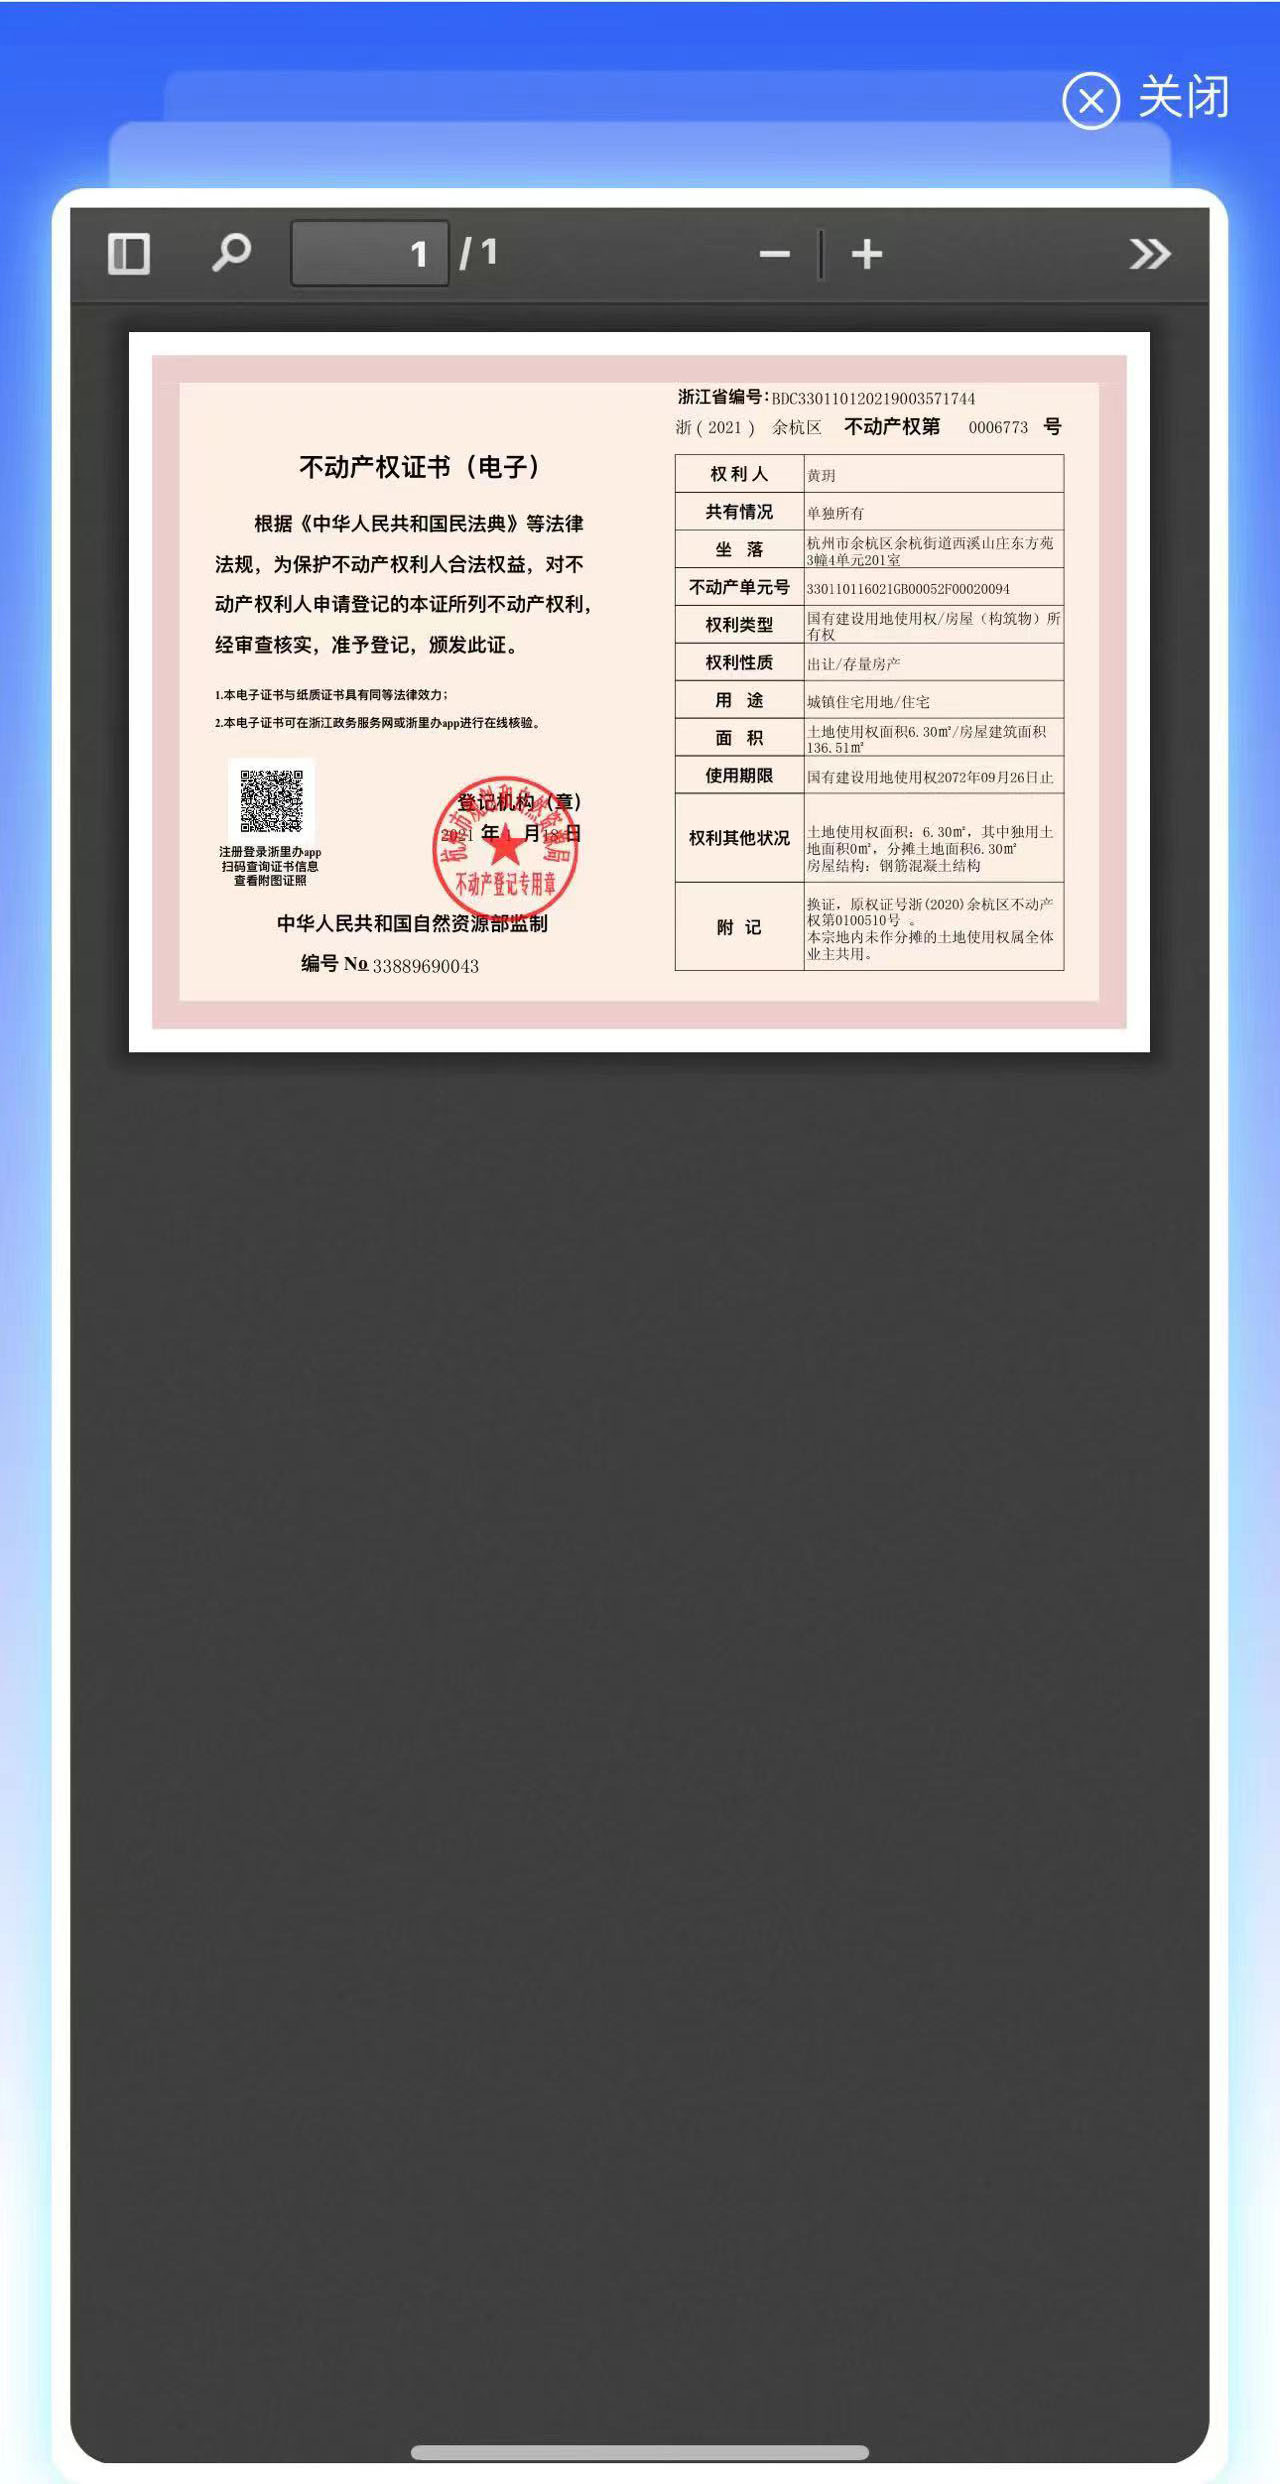 关闭
1 / 1
不动产权证书（电子）
根据《中华人民共和国民法典》等法律
法规，为保护不动产权利人合法权益，对不
动产权利人申请登记的本证所列不动产权利，
经审查核实，准予登记，颁发此证。
1.本电子证书与纸质证书具有同等法律效力；
2.本电子证书可在浙江政务服务网或浙里办app进行在线核验。
注册登录浙里办app
扫码查询证书信息
查看附图证照
登记机构（章）
2021 年 1 月 日
杭州市规划和自然资源局
不动产登记专用章
中华人民共和国自然资源部监制
编号 No 33889690043
浙江省编号：BDC330110120219003571744
浙（2021） 余杭区 不动产权第 0006773 号
权利人 黄玥
共有情况 单独所有
坐 落 杭州市余杭区余杭街道西溪山庄东方苑
3幢4单元201室
不动产单元号 330110116021GB00052F00020094
权利类型 国有建设用地使用权/房屋（构筑物）所
有权
权利性质 出让/存量房产
用 途 城镇住宅用地/住宅
面 积 土地使用权面积6.30㎡/房屋建筑面积
136.51㎡
使用期限 国有建设用地使用权2072年09月26日止
权利其他状况 土地使用权面积：6.30㎡，其中独用土
地面积0㎡，分摊土地面积6.30㎡
房屋结构：钢筋混凝土结构
附 记 换证，原权证号浙(2020)余杭区不动产
权第0100510号 。
本宗地内未作分摊的土地使用权属全体
业主共用。